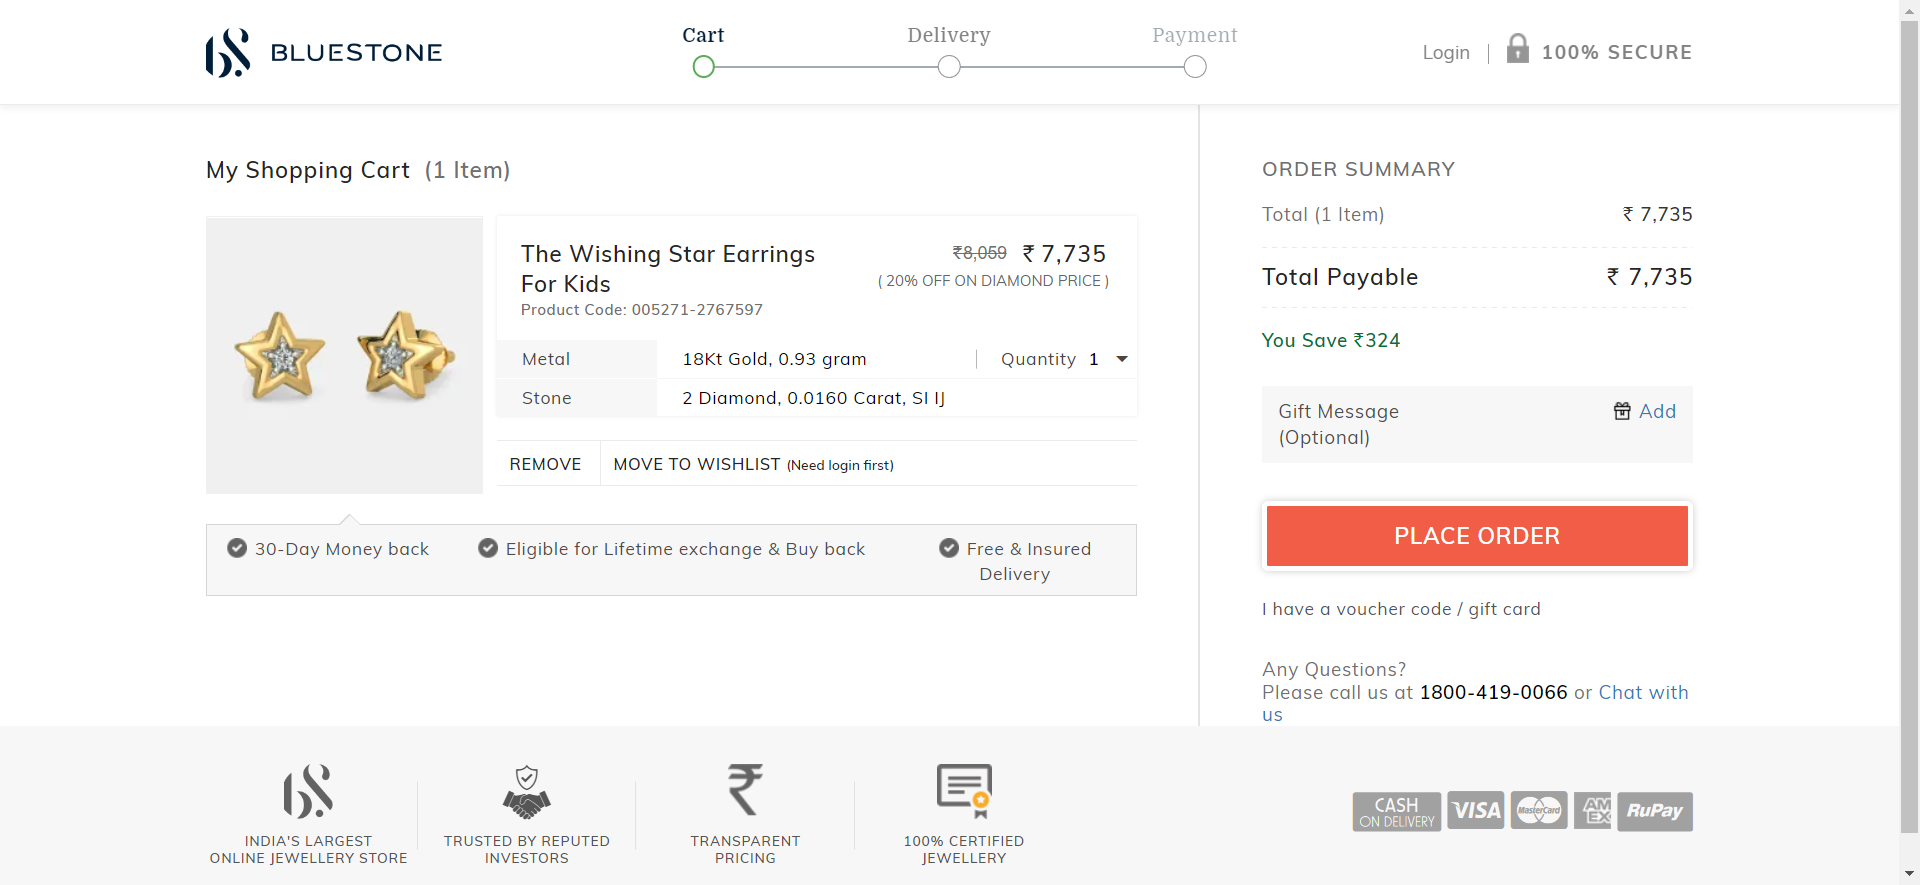 BLUESTONE
Cart
Delivery
Payment
Login
100% SECURE
My Shopping Cart (1 Item)
The Wishing Star Earrings
For Kids
₹8,059 ₹ 7,735
( 20% OFF ON DIAMOND PRICE )
Product Code: 005271-2767597
Metal
18Kt Gold, 0.93 gram
Quantity 1
Stone
2 Diamond, 0.0160 Carat, SI IJ
REMOVE
MOVE TO WISHLIST (Need login first)
30-Day Money back
Eligible for Lifetime exchange & Buy back
Free & Insured
Delivery
ORDER SUMMARY
Total (1 Item) ₹ 7,735
Total Payable ₹ 7,735
You Save ₹324
Gift Message
(Optional)
Add
PLACE ORDER
I have a voucher code / gift card
Any Questions?
Please call us at 1800-419-0066 or Chat with
us
INDIA'S LARGEST
ONLINE JEWELLERY STORE
TRUSTED BY REPUTED
INVESTORS
₹
TRANSPARENT
PRICING
100% CERTIFIED
JEWELLERY
CASH
ON DELIVERY
VISA
MasterCard
AM
EX
RuPay